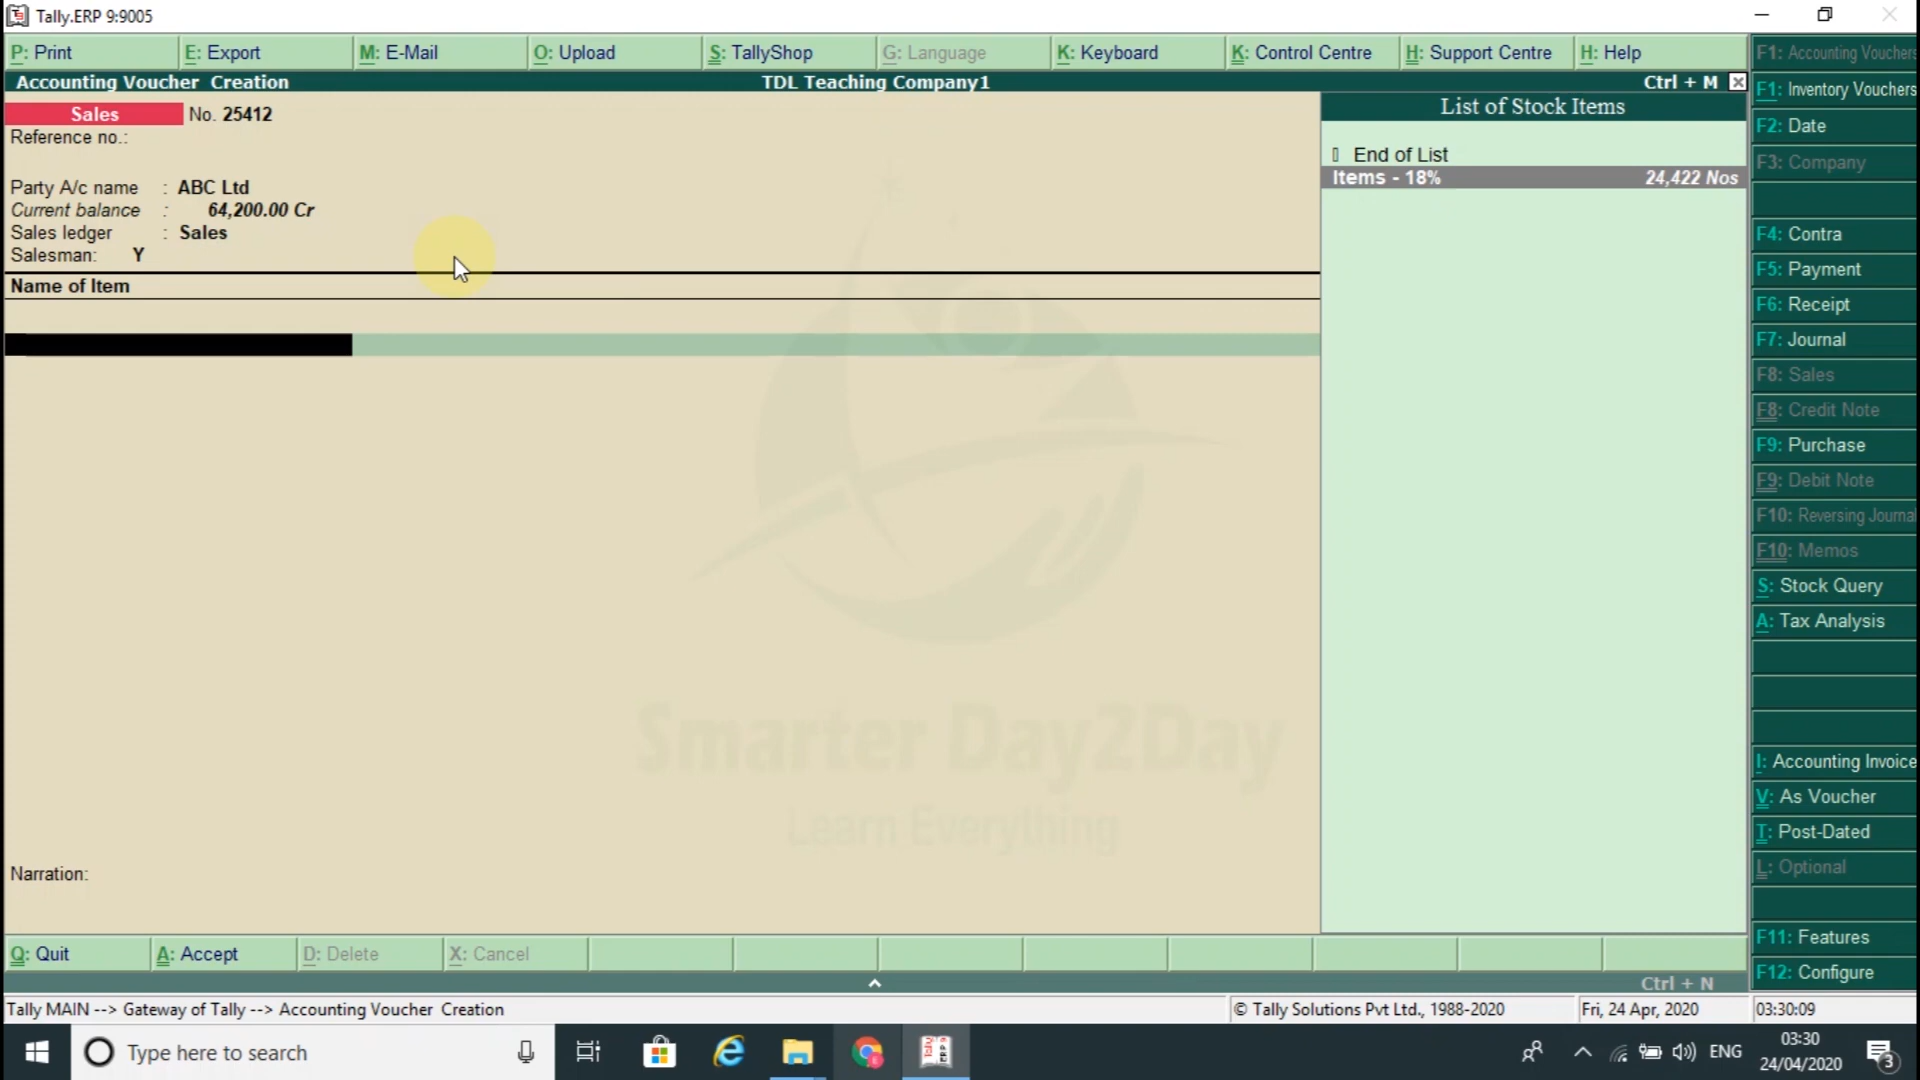 Tally.ERP 9:9005
P: Print E: Export M: E-Mail O: Upload S: TallyShop G: Language K: Keyboard K: Control Centre H: Support Centre H: Help
Accounting Voucher Creation TDL Teaching Company1 Ctrl + M
Sales No. 25412
Reference no.:
Party A/c name : ABC Ltd
Current balance : 64,200.00 Cr
Sales ledger : Sales
Salesman: Y
Name of Item
Narration:
List of Stock Items
End of List
Items - 18% 24,422 Nos
F1: Accounting Vouchers
F1: Inventory Vouchers
F2: Date
F3: Company
F4: Contra
F5: Payment
F6: Receipt
F7: Journal
F8: Sales
F8: Credit Note
F9: Purchase
F9: Debit Note
F10: Reversing Journal
F10: Memos
S: Stock Query
A: Tax Analysis
I: Accounting Invoice
V: As Voucher
T: Post-Dated
L: Optional
F11: Features
F12: Configure
Smarter Day2Day
Learn Everything
Q: Quit A: Accept D: Delete X: Cancel
Ctrl + N
Tally MAIN --> Gateway of Tally --> Accounting Voucher Creation © Tally Solutions Pvt Ltd., 1988-2020 Fri, 24 Apr, 2020 03:30:09
Type here to search
ENG
03:30
24/04/2020
3